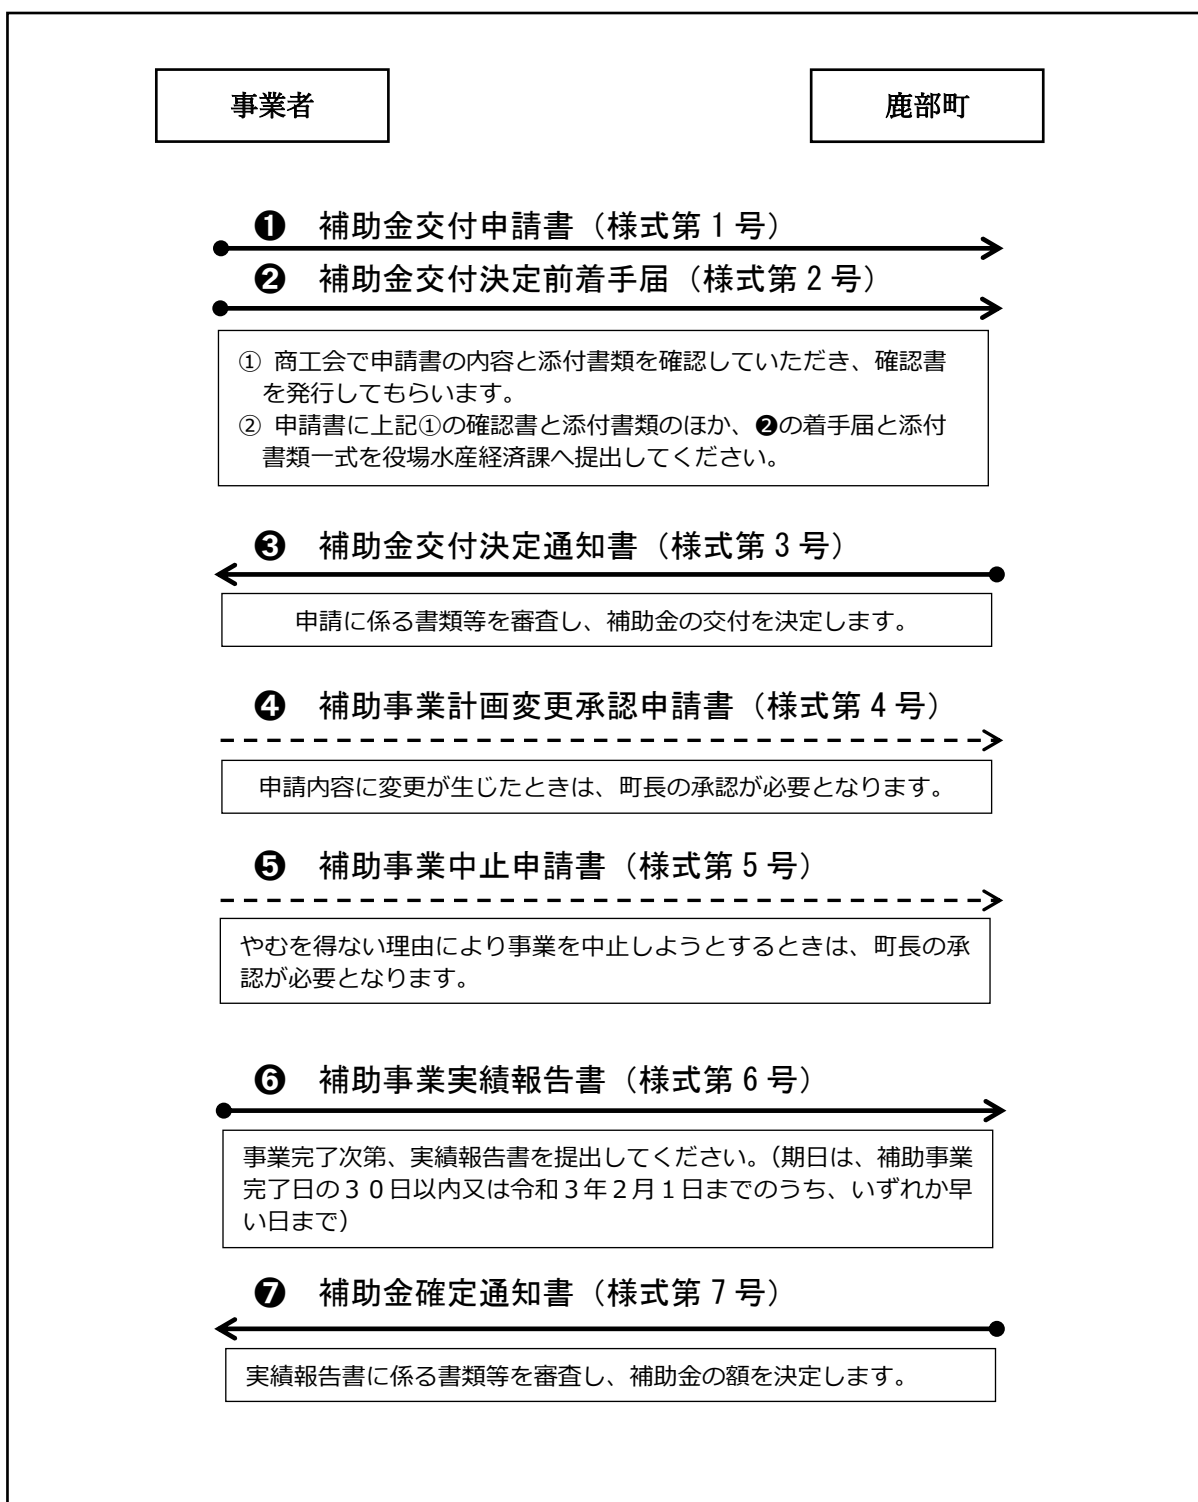 事業者
鹿部町
❶ 補助金交付申請書（様式第１号）
❷ 補助金交付決定前着手届（様式第２号）
① 商工会で申請書の内容と添付書類を確認していただき、確認書
を発行してもらいます。
② 申請書に上記①の確認書と添付書類のほか、❷の着手届と添付
書類一式を役場水産経済課へ提出してください。
❸ 補助金交付決定通知書（様式第３号）
申請に係る書類等を審査し、補助金の交付を決定します。
❹ 補助事業計画変更承認申請書（様式第４号）
申請内容に変更が生じたときは、町長の承認が必要となります。
❺ 補助事業中止申請書（様式第５号）
やむを得ない理由により事業を中止しようとするときは、町長の承
認が必要となります。
❻ 補助事業実績報告書（様式第６号）
事業完了次第、実績報告書を提出してください。（期日は、補助事業
完了日の３０日以内又は令和３年２月１日までのうち、いずれか早
い日まで）
❼ 補助金確定通知書（様式第７号）
実績報告書に係る書類等を審査し、補助金の額を決定します。